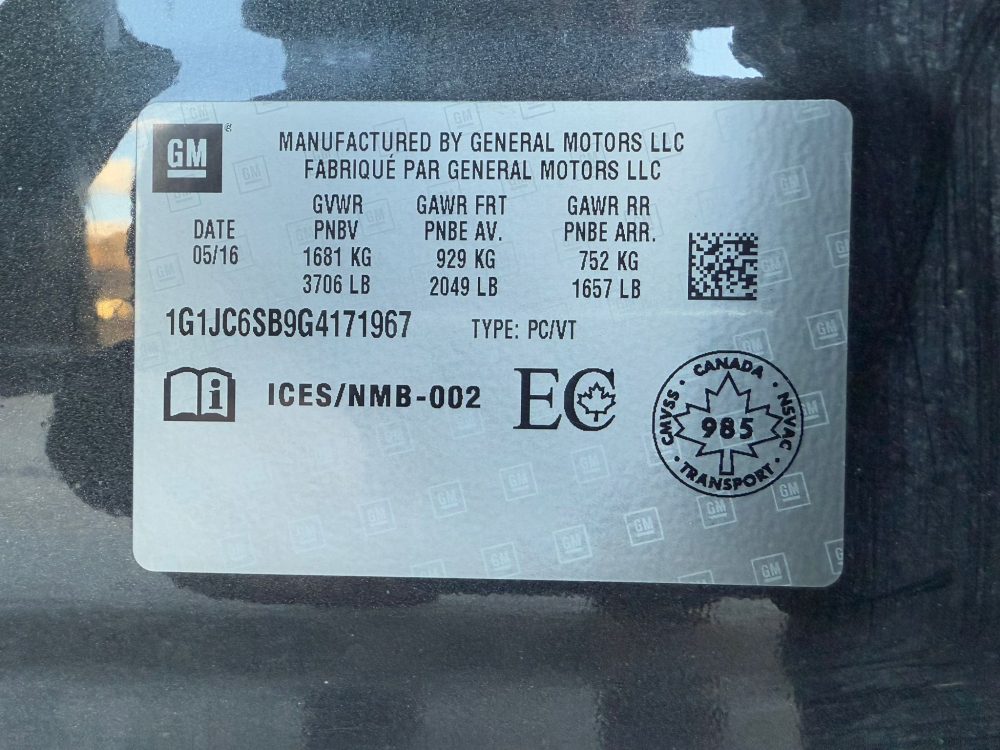 GM
MANUFACTURED BY GENERAL MOTORS LLC
FABRIQUÉ PAR GENERAL MOTORS LLC
GVWR GAWR FRT GAWR RR
DATE PNBV PNBE AV. PNBE ARR.
05/16 1681 KG 929 KG 752 KG
3706 LB 2049 LB 1657 LB
1G1JC6SB9G4171967 TYPE: PC/VT
i ICES/NMB-002 EC
CANADA
CMVSS 985 NSVAC
TRANSPORT